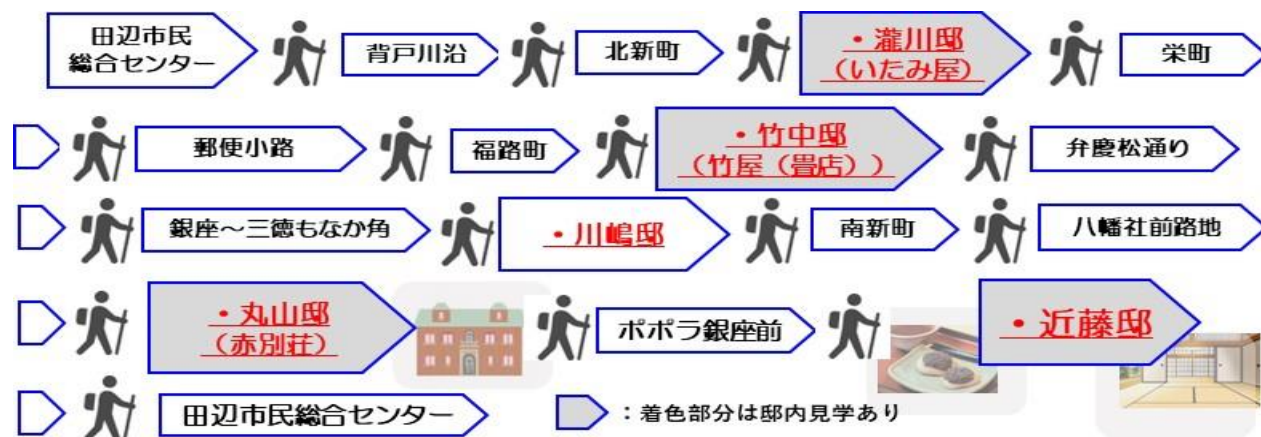 田辺市民
総合センター
背戸川沿
北新町
・瀧川邸
(いたみ屋)
栄町
郵便小路
福路町
・竹中邸
(竹屋(畳店))
弁慶松通り
銀座～三徳もなか角
・川嶋邸
南新町
八幡社前路地
・丸山邸
(赤別荘)
ポポラ銀座前
・近藤邸
田辺市民総合センター
:着色部分は邸内見学あり